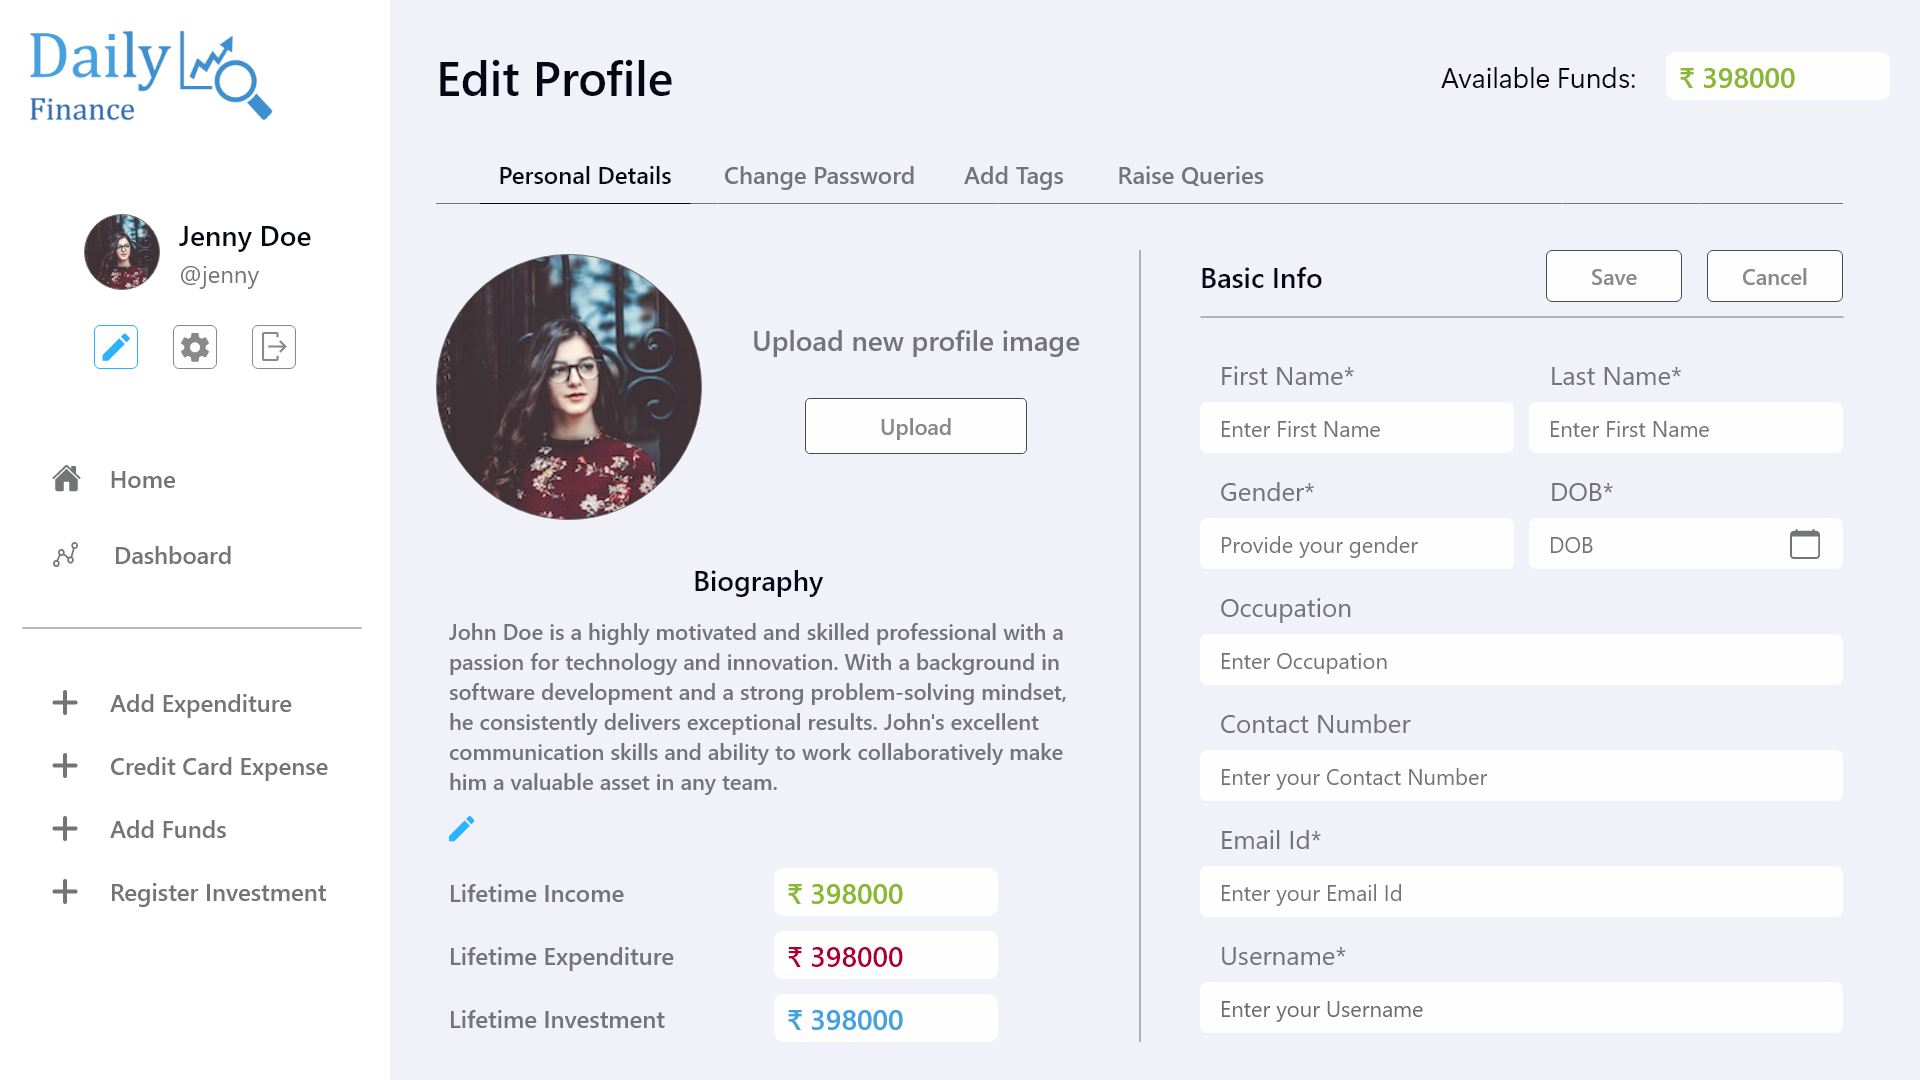 Daily
Finance
Jenny Doe
@jenny
Home
Dashboard
Add Expenditure
Credit Card Expense
Add Funds
Register Investment
Edit Profile
Available Funds:
₹ 398000
Personal Details
Change Password
Add Tags
Raise Queries
Upload new profile image
Upload
Biography
John Doe is a highly motivated and skilled professional with a
passion for technology and innovation. With a background in
software development and a strong problem-solving mindset,
he consistently delivers exceptional results. John's excellent
communication skills and ability to work collaboratively make
him a valuable asset in any team.
Lifetime Income
₹ 398000
Lifetime Expenditure
₹ 398000
Lifetime Investment
₹ 398000
Basic Info
Save
Cancel
First Name*
Last Name*
Enter First Name
Enter First Name
Gender*
DOB*
Provide your gender
DOB
Occupation
Enter Occupation
Contact Number
Enter your Contact Number
Email Id*
Enter your Email Id
Username*
Enter your Username